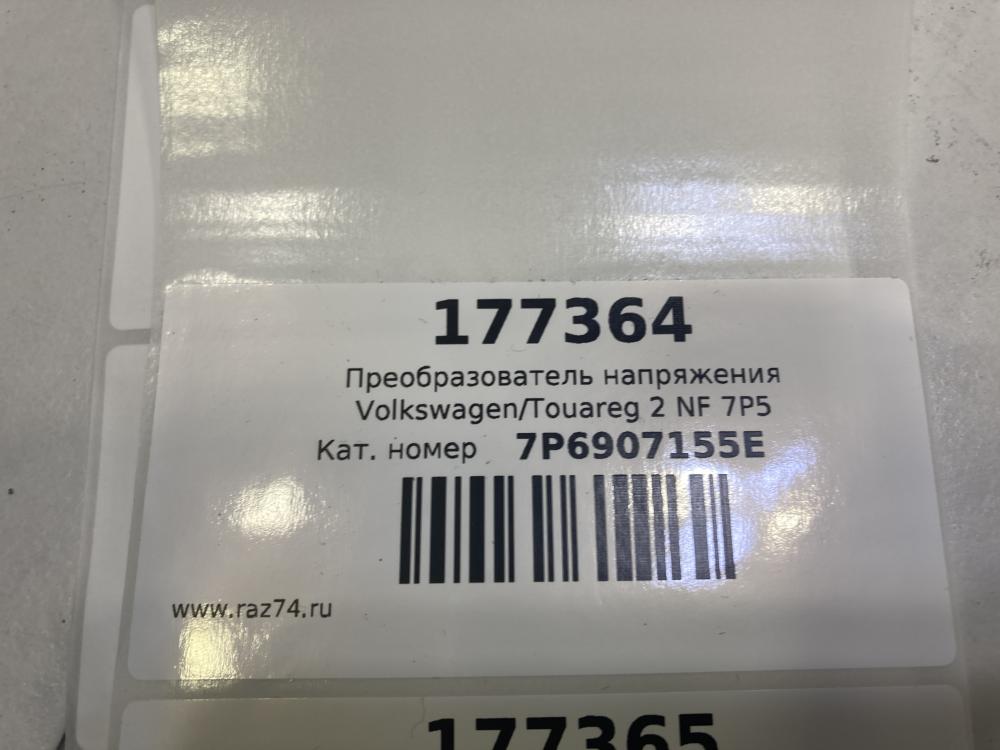 177364
Преобразователь напряжения
Volkswagen/Touareg 2 NF 7P5
Кат. номер 7P6907155E
www.raz74.ru
177365